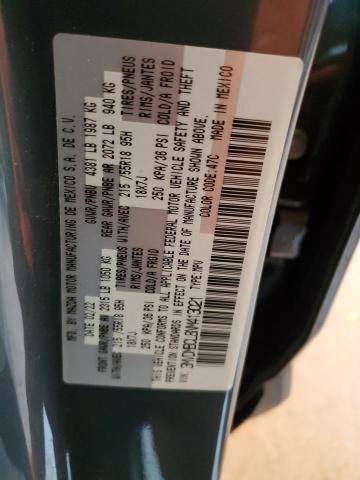 MFD. BY MAZDA MOTOR MANUFACTURING DE MEXICO S.A. DE C.V.
DATE: 02/22 GVWR/PNBV 4381 LB 1987 KG
FRONT GAWR/PNBE AV 2315 LB 1050 KG REAR GAWR/PNBE AR 2072 LB 940 KG
WITH/AVEC 215/55R18 95H TIRES/PNEUS WITH/AVEC 215/55R18 95H TIRES/PNEUS
18X7J RIMS/JANTES 18X7J RIMS/JANTES
250 KPA/36 PSI COLD/A FROID 250 KPA/36 PSI COLD/A FROID
CONFORMS TO ALL APPLICABLE FEDERAL MOTOR VEHICLE SAFETY AND THEFT
STANDARDS IN EFFECT ON THE DATE OF MANUFACTURE SHOWN ABOVE.
TYPE:MPV COLOR CODE:47C MADE IN MEXICO